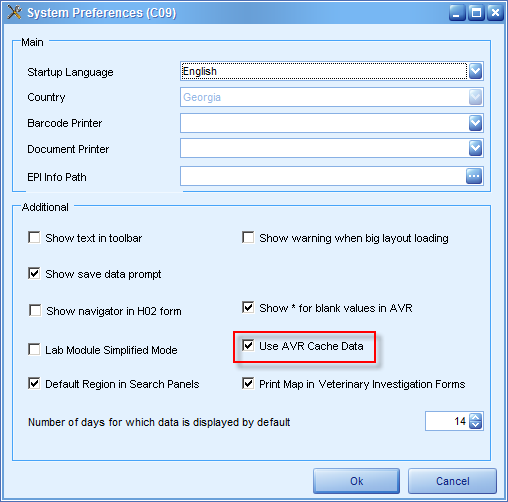 System Preferences (C09)
Main
Startup Language
English
Country
Georgia
Barcode Printer
Document Printer
EPI Info Path
...
Additional
Show text in toolbar
Show warning when big layout loading
Show save data prompt
Show navigator in H02 form
Show * for blank values in AVR
Lab Module Simplified Mode
Use AVR Cache Data
Default Region in Search Panels
Print Map in Veterinary Investigation Forms
Number of days for which data is displayed by default
14
Ok
Cancel